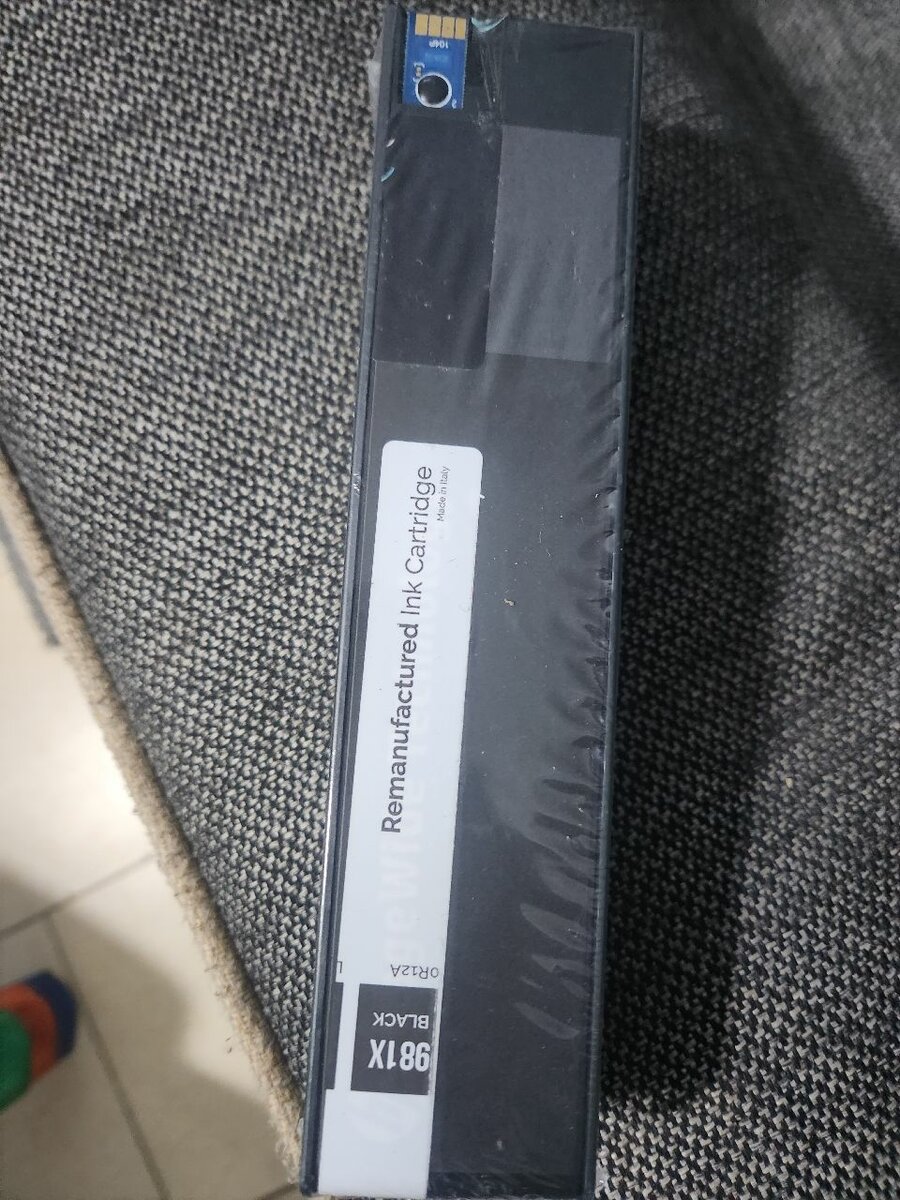 Remanufactured Ink Cartridge
Made in Italy
0R12A
981X
BLACK